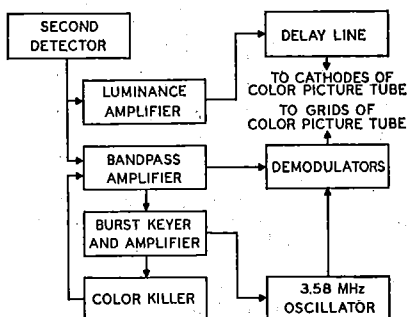 SECOND
DETECTOR
DELAY LINE
TO CATHODES OF
COLOR PICTURE TUBE
LUMINANCE
AMPLIFIER
TO GRIDS OF
COLOR PICTURE TUBE
BANDPASS
AMPLIFIER
DEMODULATORS
BURST KEYER
AND AMPLIFIER
COLOR KILLER
3.58 MHz
OSCILLATOR